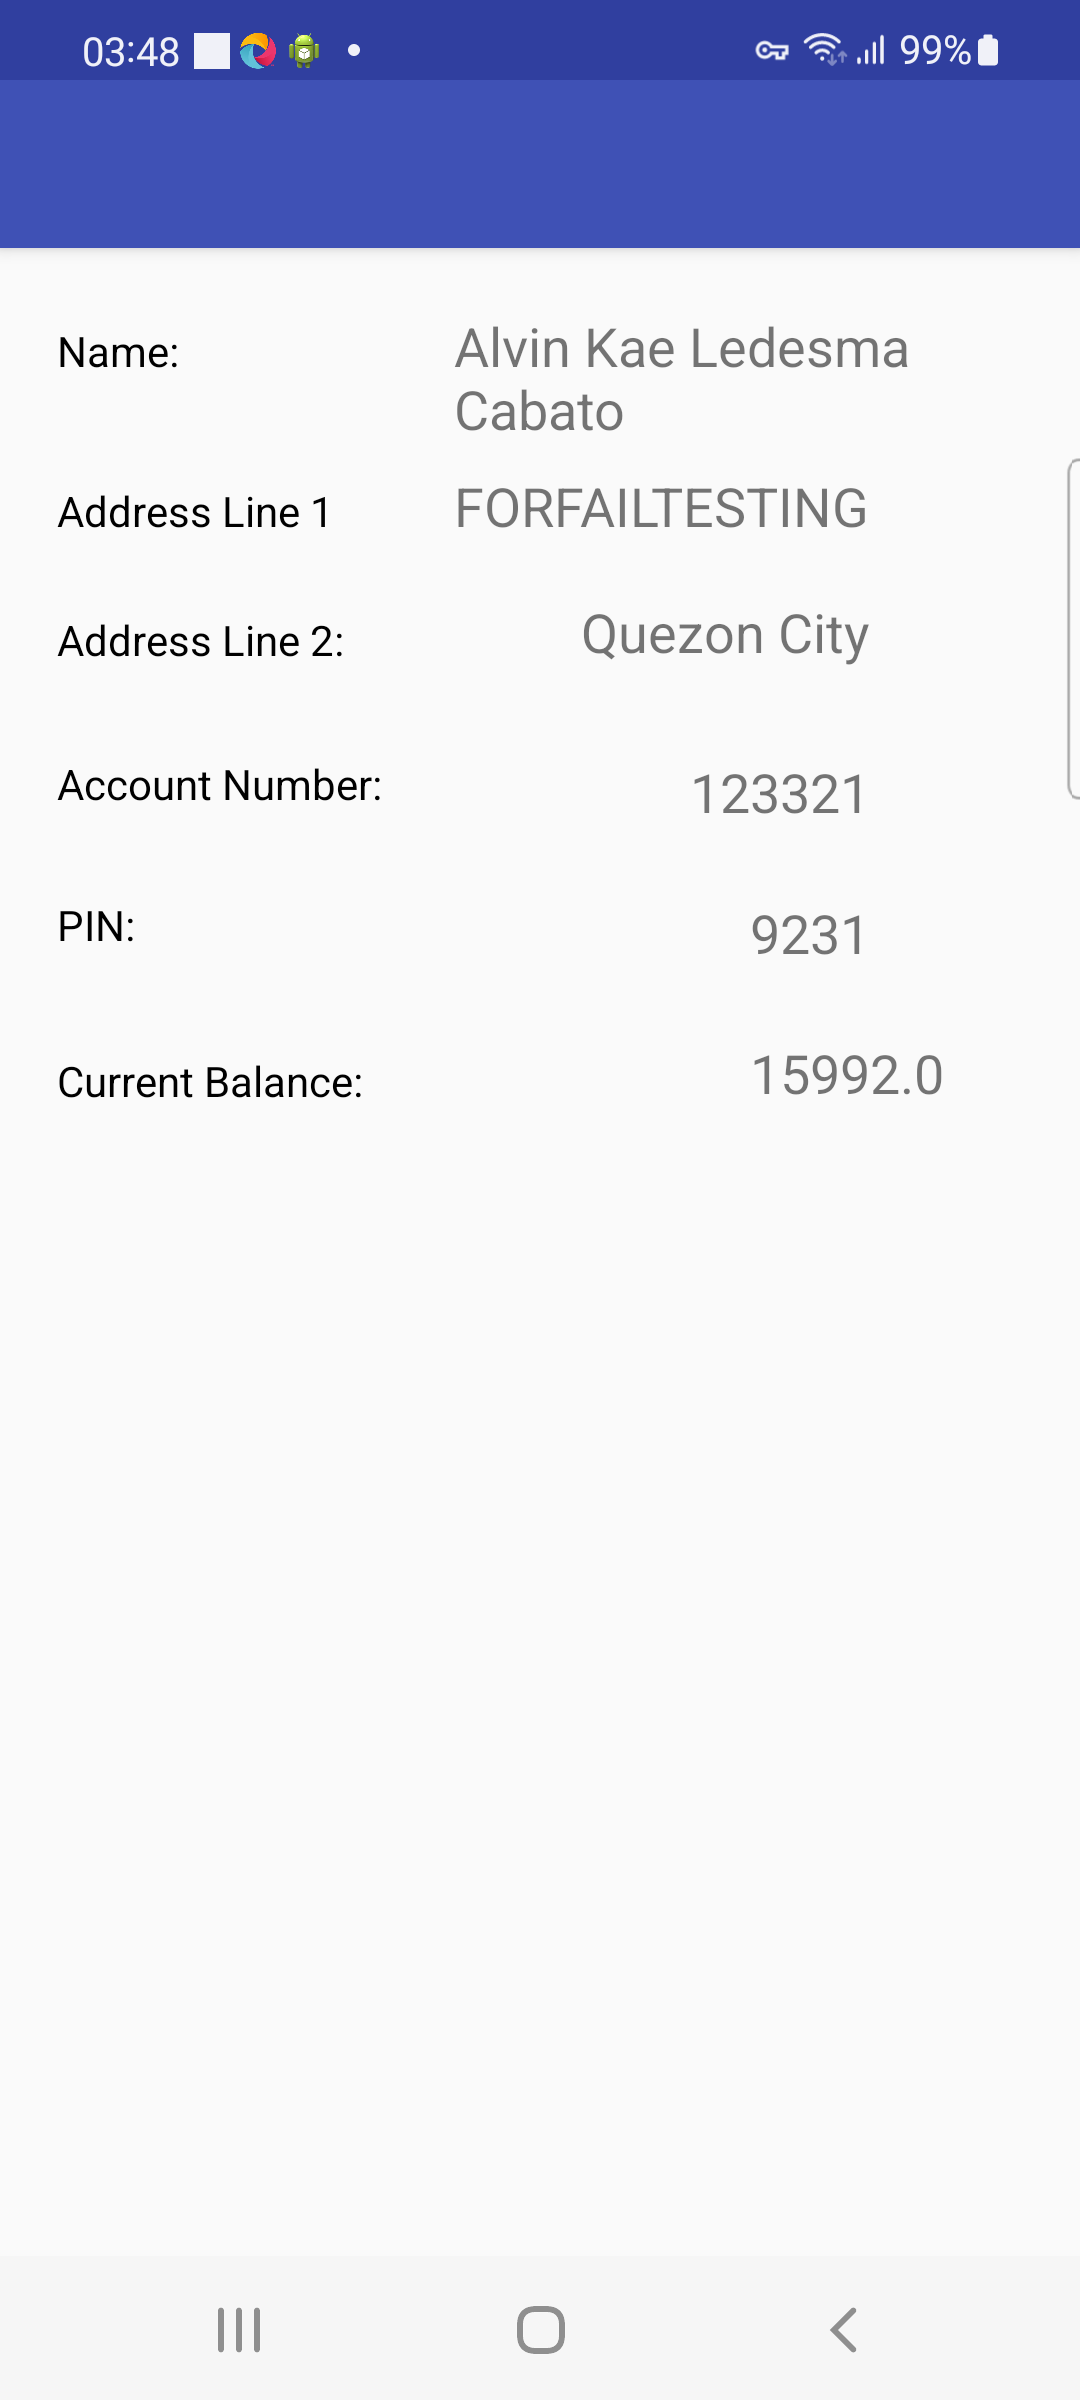 03:48 99%
Name: Alvin Kae Ledesma
Cabato
Address Line 1 FORFAILTESTING
Address Line 2: Quezon City
Account Number: 123321
PIN: 9231
Current Balance: 15992.0